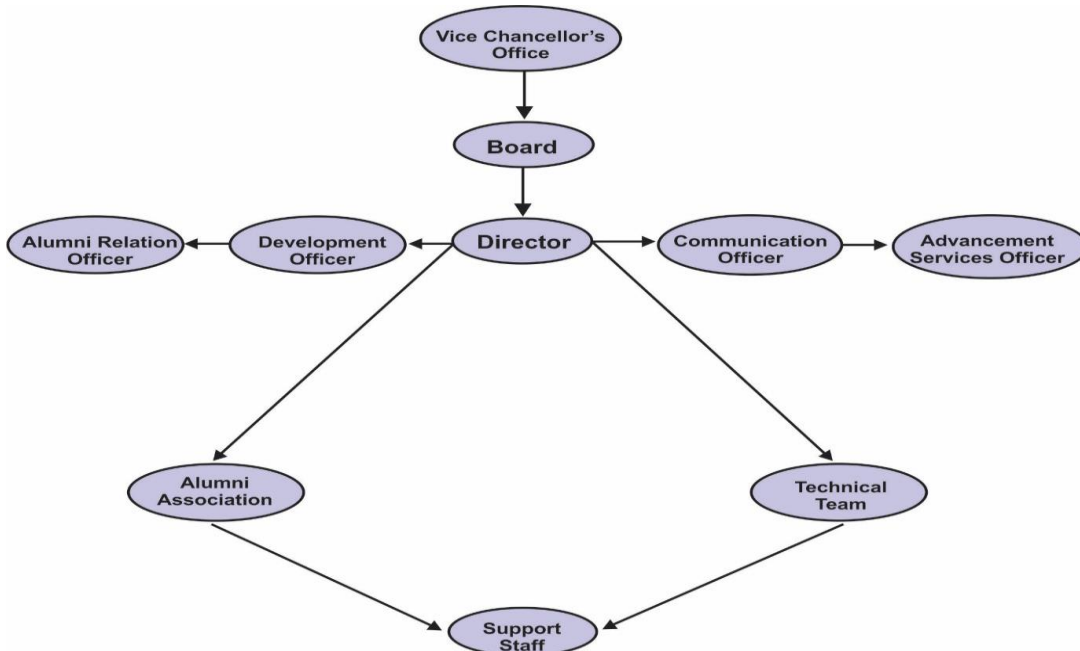 Vice Chancellor's
Office
Board
Alumni Relation
Officer
Development
Officer
Director
Communication
Officer
Advancement
Services Officer
Alumni
Association
Technical
Team
Support
Staff